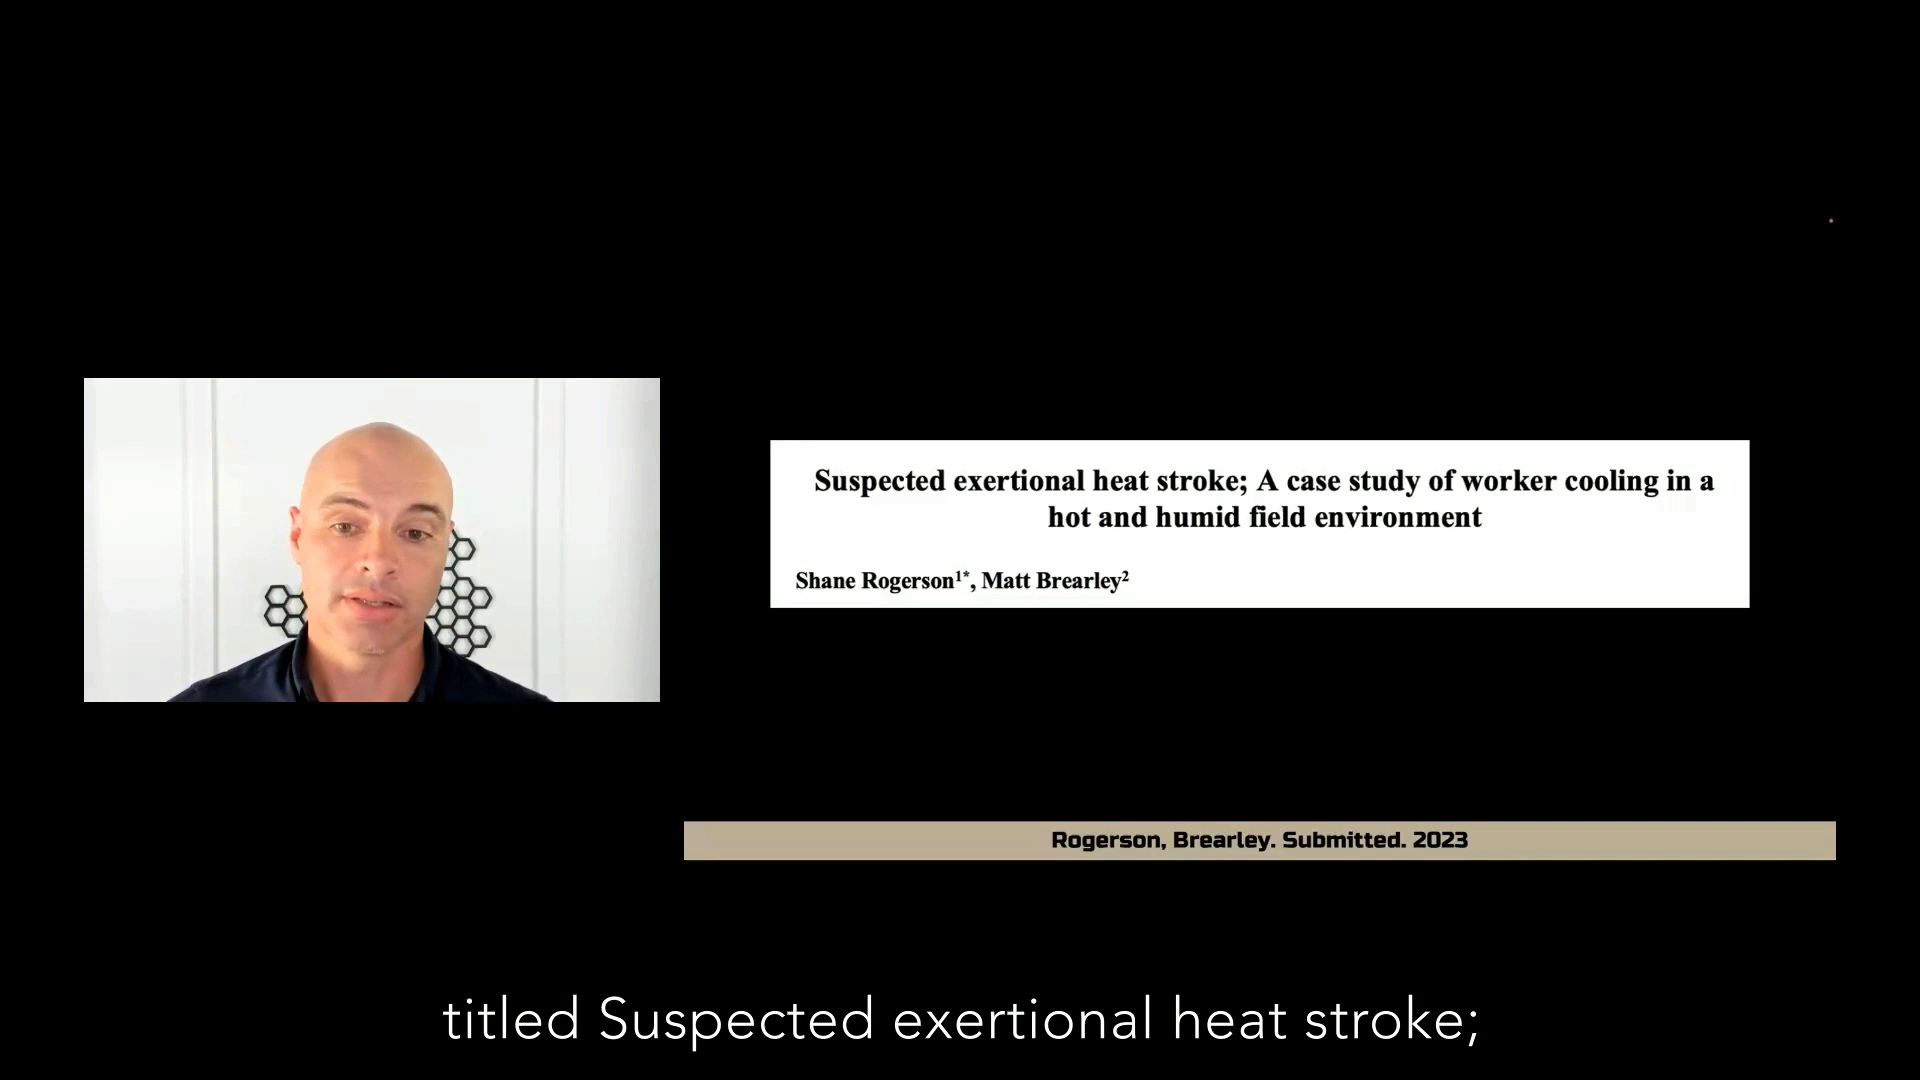 Suspected exertional heat stroke; A case study of worker cooling in a
hot and humid field environment
Shane Rogerson¹*, Matt Brearley²
Rogerson, Brearley. Submitted. 2023
titled Suspected exertional heat stroke;